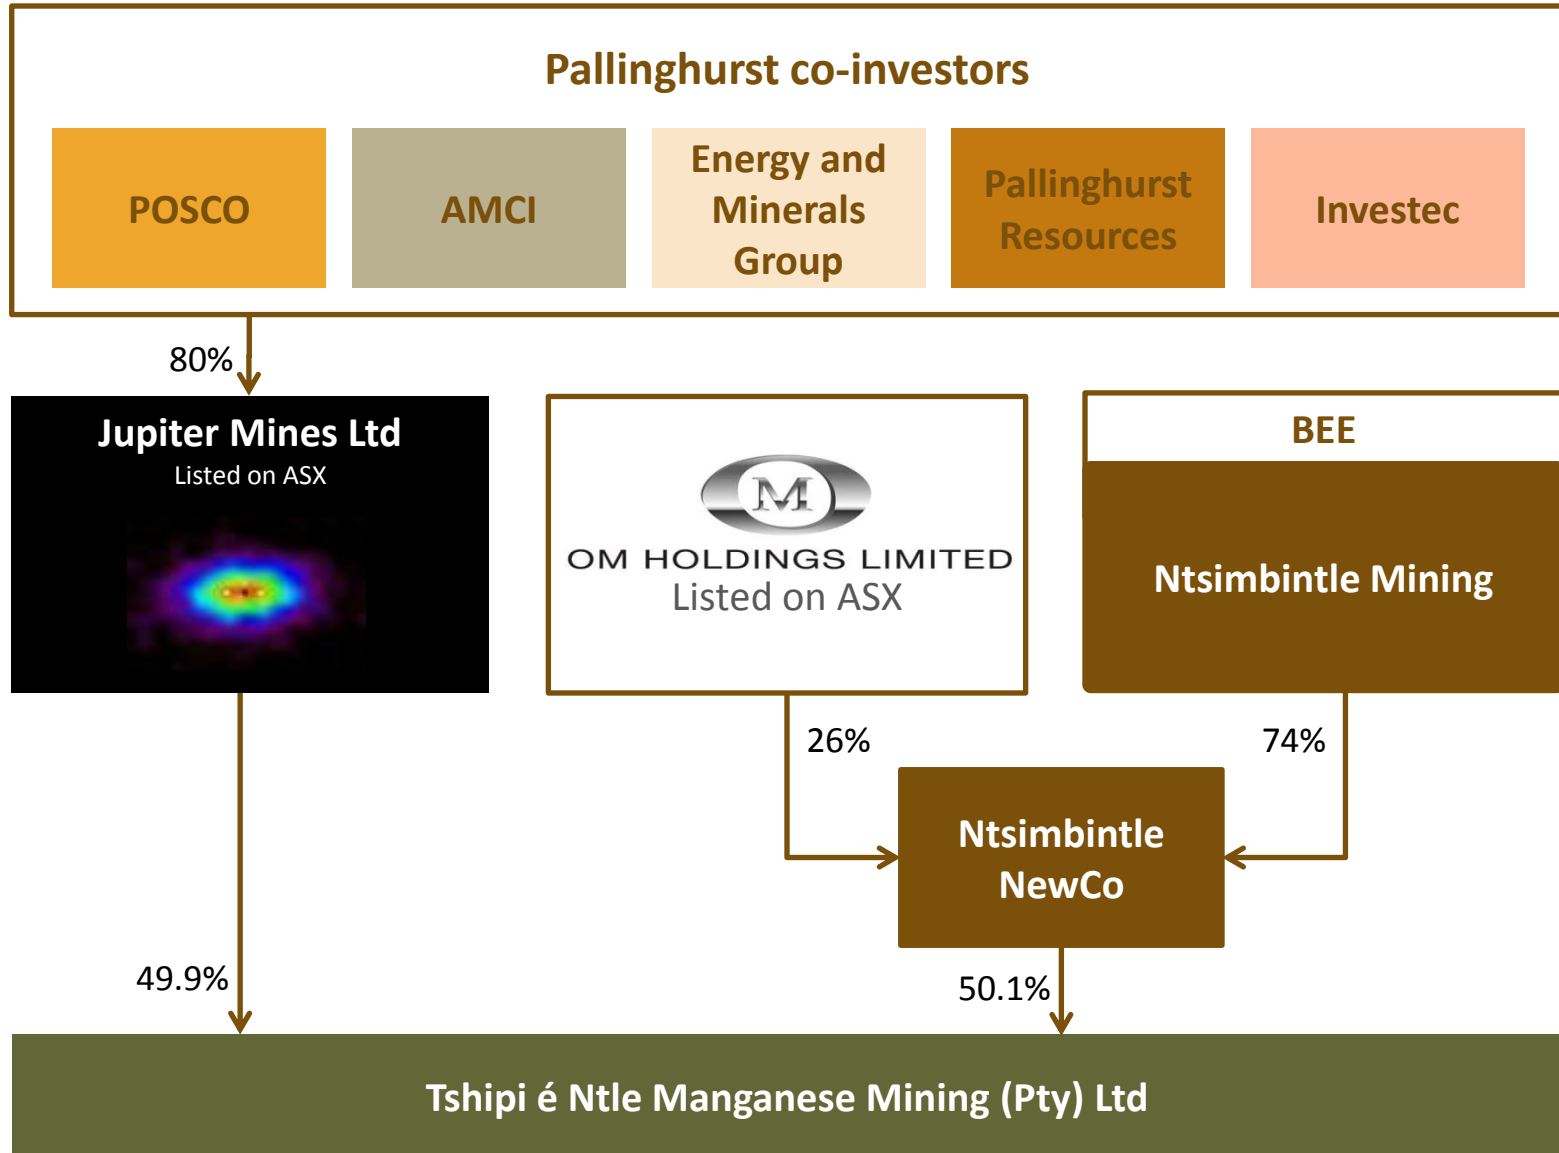 Pallinghurst co-investors
POSCO
AMCI
Energy and
Minerals
Group
Pallinghurst
Resources
Investec
80%
Jupiter Mines Ltd
Listed on ASX
M
OM HOLDINGS LIMITED
Listed on ASX
BEE
Ntsimbintle Mining
26%
74%
Ntsimbintle
NewCo
49.9%
50.1%
Tshipi é Ntle Manganese Mining (Pty) Ltd